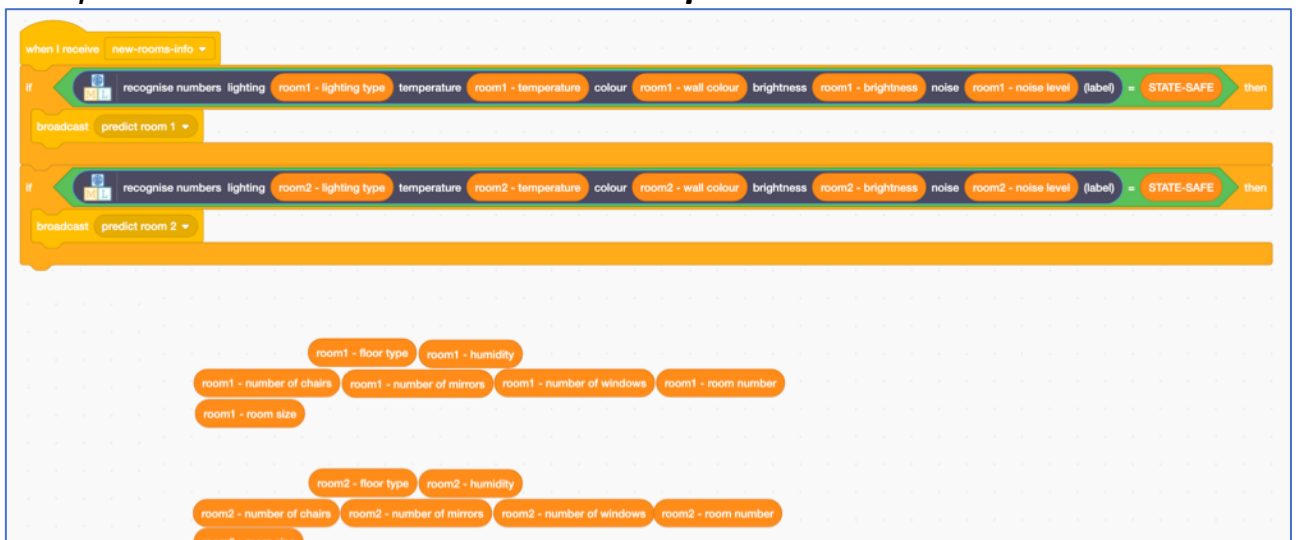 when I receive new-rooms-info
if recognise numbers lighting room1 - lighting type temperature room1 - temperature colour room1 - wall colour brightness room1 - brightness noise room1 - noise level (label) = STATE-SAFE then
broadcast predict room 1
if recognise numbers lighting room2 - lighting type temperature room2 - temperature colour room2 - wall colour brightness room2 - brightness noise room2 - noise level (label) = STATE-SAFE then
broadcast predict room 2
room1 - floor type room1 - humidity
room1 - number of chairs room1 - number of mirrors room1 - number of windows room1 - room number
room1 - room size
room2 - floor type room2 - humidity
room2 - number of chairs room2 - number of mirrors room2 - number of windows room2 - room number